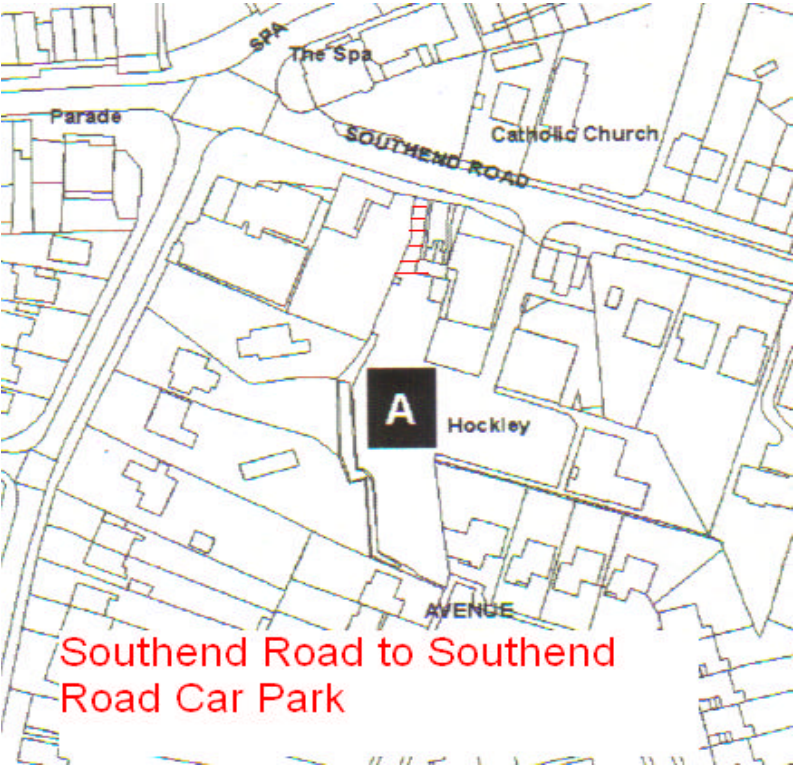 SPA
The Spa
Parade
SOUTHEND ROAD
Catholic Church
A
Hockley
AVENUE
Southend Road to Southend
Road Car Park